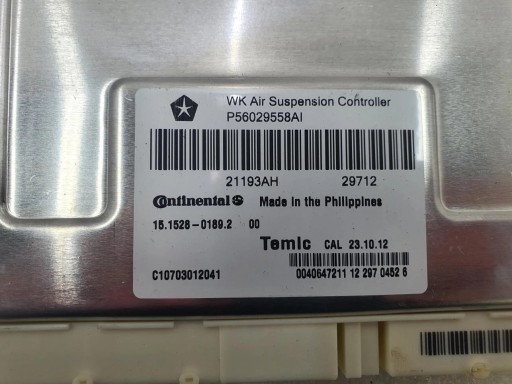 WK Air Suspension Controller
P56029558AI
21193AH 29712
Continental Made in the Philippines
15.1528-0189.2 00
Temic CAL 23.10.12
C10703012041 0040647211 12 297 0452 6